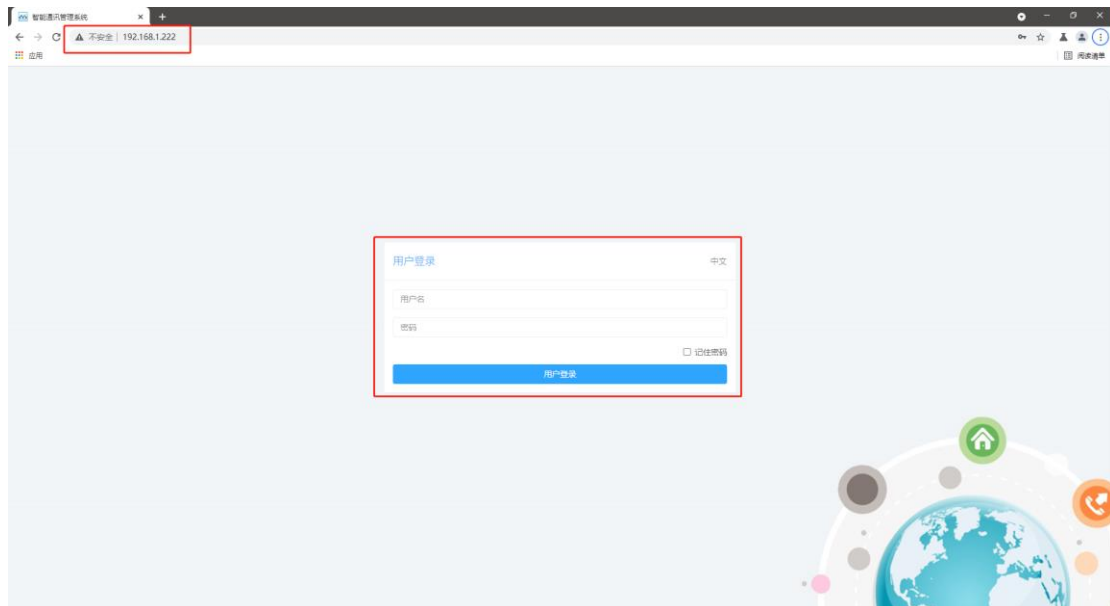 智能通讯管理系统
不安全 | 192.168.1.222
应用
阅读清单
用户登录
中文
用户名
密码
记住密码
用户登录